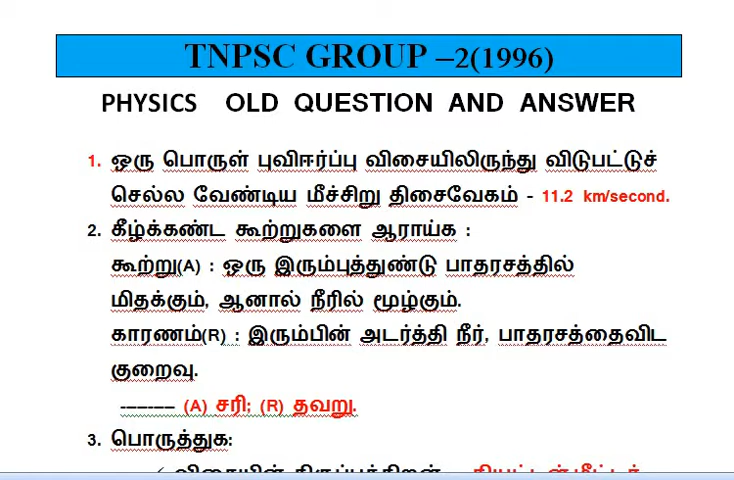 TNPSC GROUP –2(1996)
PHYSICS OLD QUESTION AND ANSWER
1. ஒரு பொருள் புவிஈர்ப்பு விசையிலிருந்து விடுபட்டுச்
செல்ல வேண்டிய மீச்சிறு திசைவேகம் - 11.2 km/second.
2. கீழ்க்கண்ட கூற்றுகளை ஆராய்க :
கூற்று(A) : ஒரு இரும்புத்துண்டு பாதரசத்தில்
மிதக்கும், ஆனால் நீரில் மூழ்கும்.
காரணம்(R) : இரும்பின் அடர்த்தி நீர், பாதரசத்தைவிட
குறைவு.
--------- (A) சரி; (R) தவறு.
3. பொருத்துக: